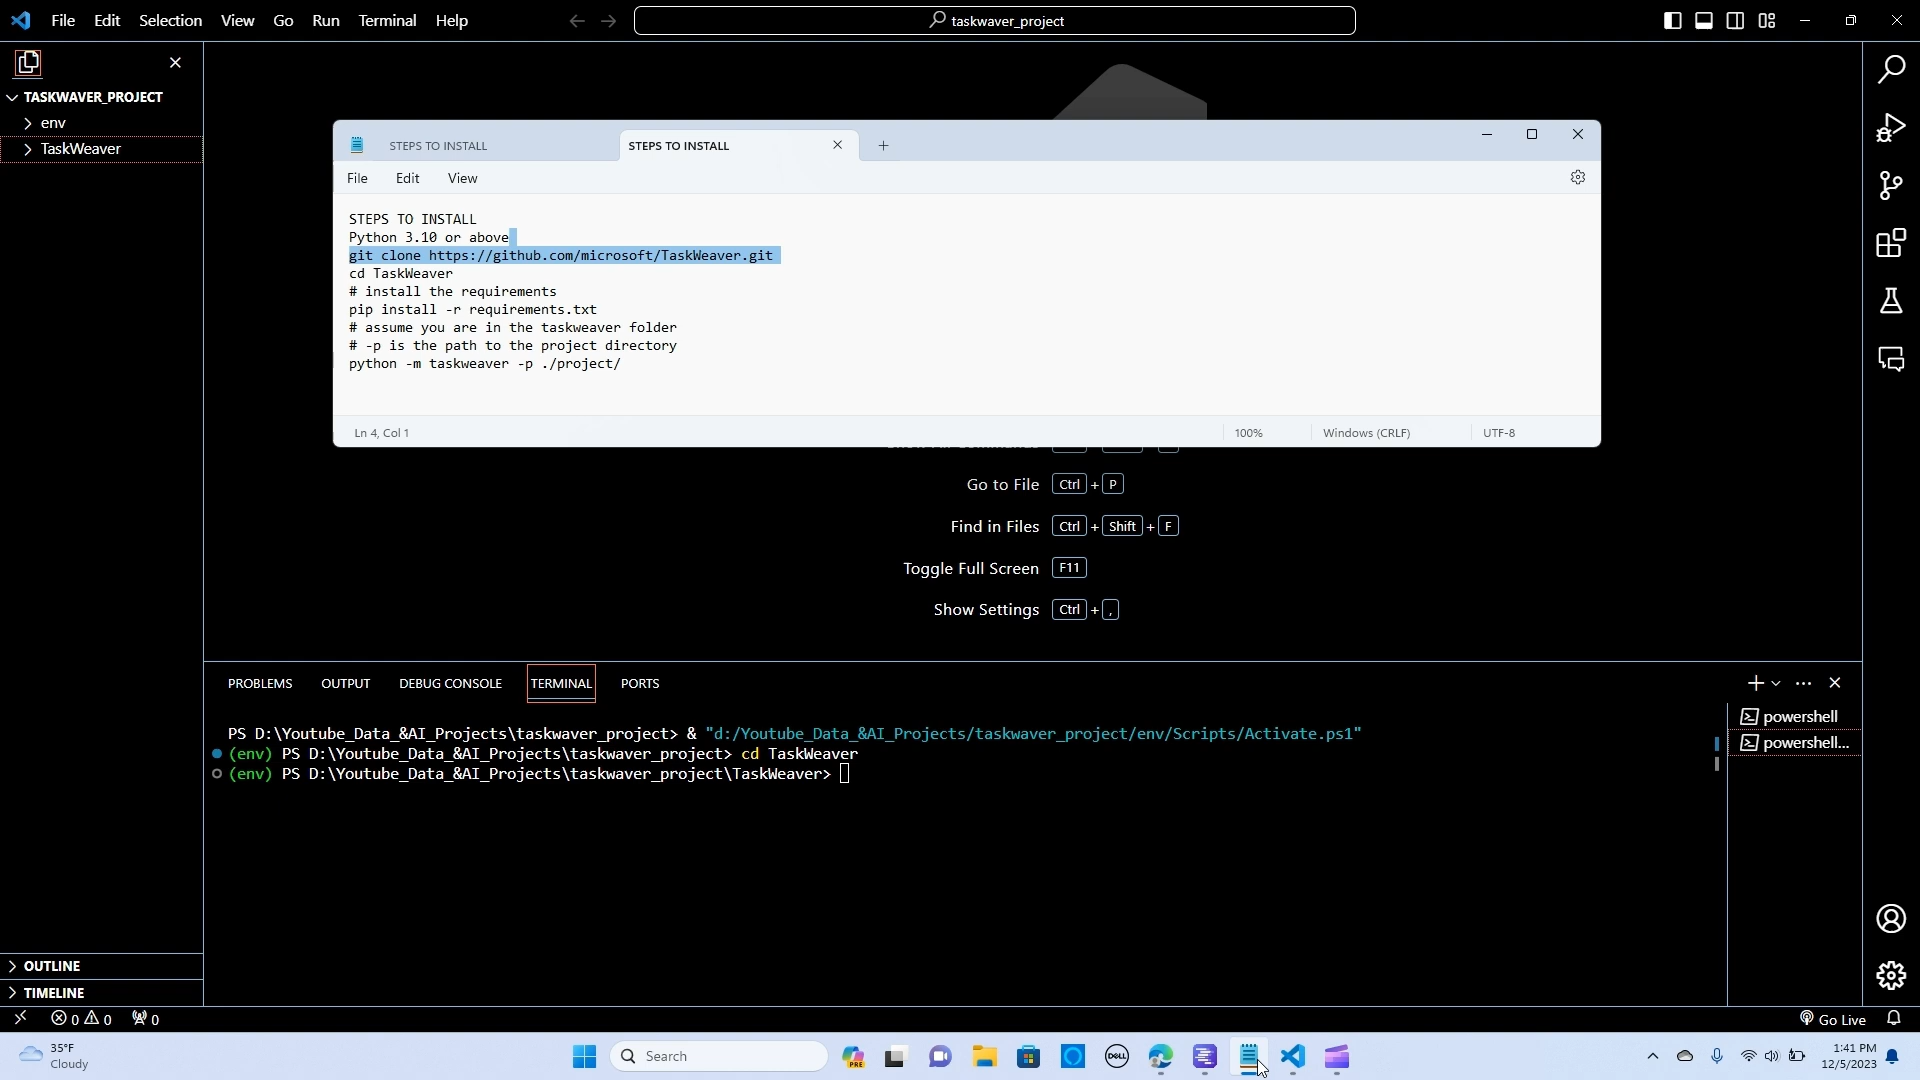 File Edit Selection View Go Run Terminal Help
taskwaver_project
TASKWAVER_PROJECT
env
TaskWeaver
STEPS TO INSTALL
STEPS TO INSTALL
File Edit View
STEPS TO INSTALL
Python 3.10 or above
git clone https://github.com/microsoft/TaskWeaver.git
cd TaskWeaver
# install the requirements
pip install -r requirements.txt
# assume you are in the taskweaver folder
# -p is the path to the project directory
python -m taskweaver -p ./project/
Ln 4, Col 1
100%
Windows (CRLF)
UTF-8
Go to File Ctrl + P
Find in Files Ctrl + Shift + F
Toggle Full Screen F11
Show Settings Ctrl + ,
PROBLEMS OUTPUT DEBUG CONSOLE TERMINAL PORTS
PS D:\Youtube_Data_&AI_Projects\taskwaver_project> & "d:/Youtube_Data_&AI_Projects/taskwaver_project/env/Scripts/Activate.ps1"
(env) PS D:\Youtube_Data_&AI_Projects\taskwaver_project> cd TaskWeaver
(env) PS D:\Youtube_Data_&AI_Projects\taskwaver_project\TaskWeaver>
powershell
powershell...
OUTLINE
TIMELINE
0 0 0
Go Live
35°F
Cloudy
Search
PRE
DELL
1:41 PM
12/5/2023